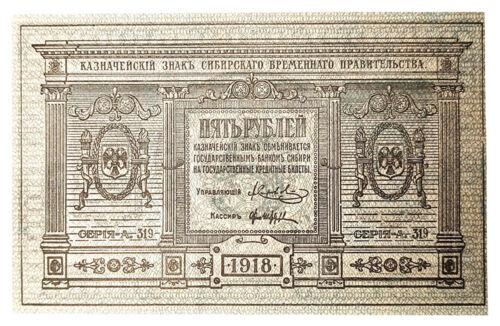 КАЗНАЧЕЙСКІЙ ЗНАКЪ СИБИРСКАГО ВРЕМЕННАГО ПРАВИТЕЛЬСТВА.
ПЯТЬ РУБЛЕЙ
КАЗНАЧЕЙСКІЙ ЗНАКЪ ОБМѢНИВАЕТСЯ
ГОСУДАРСТВЕННЫМЪ БАНКОМЪ СИБИРИ
НА ГОСУДАРСТВЕННЫЕ КРЕДИТНЫЕ БИЛЕТЫ.
УПРАВЛЯЮЩІЙ
КАССИРЪ
СЕРІЯ-А. 319- СЕРІЯ-А. 319-
1918